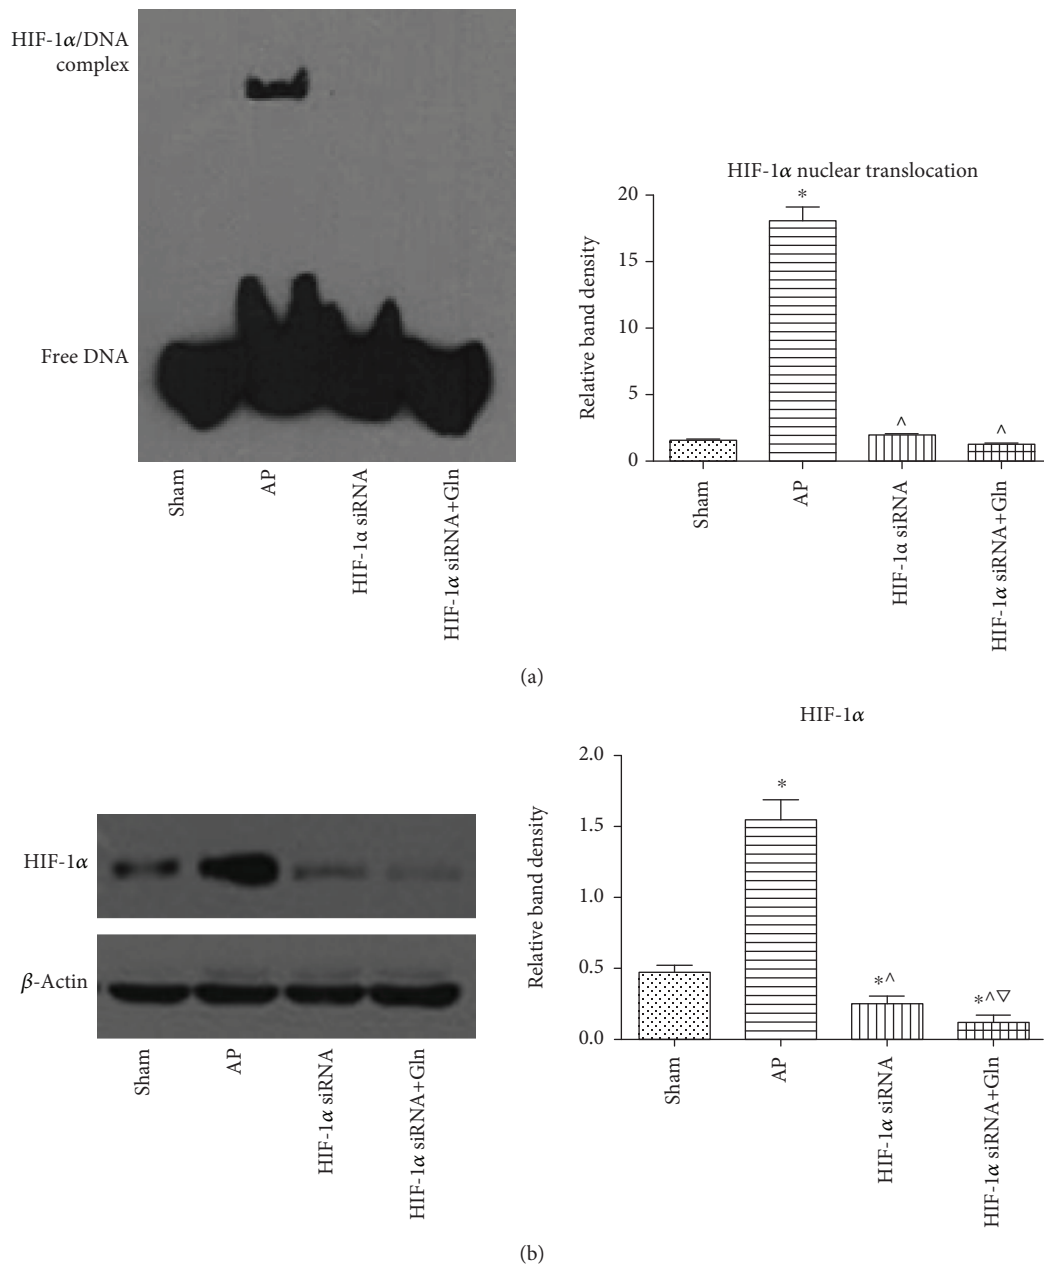 HIF-1α/DNA
complex
Free DNA
Sham
AP
HIF-1α siRNA
HIF-1α siRNA+Gln
HIF-1α nuclear translocation
Relative band density
20
15
10
5
0
*
^
^
Sham
AP
HIF-1α siRNA
HIF-1α siRNA+Gln
(a)
HIF-1α
β-Actin
Sham
AP
HIF-1α siRNA
HIF-1α siRNA+Gln
HIF-1α
Relative band density
2.0
1.5
1.0
0.5
0.0
*
*^
*^▽
Sham
AP
HIF-1α siRNA
HIF-1α siRNA+Gln
(b)